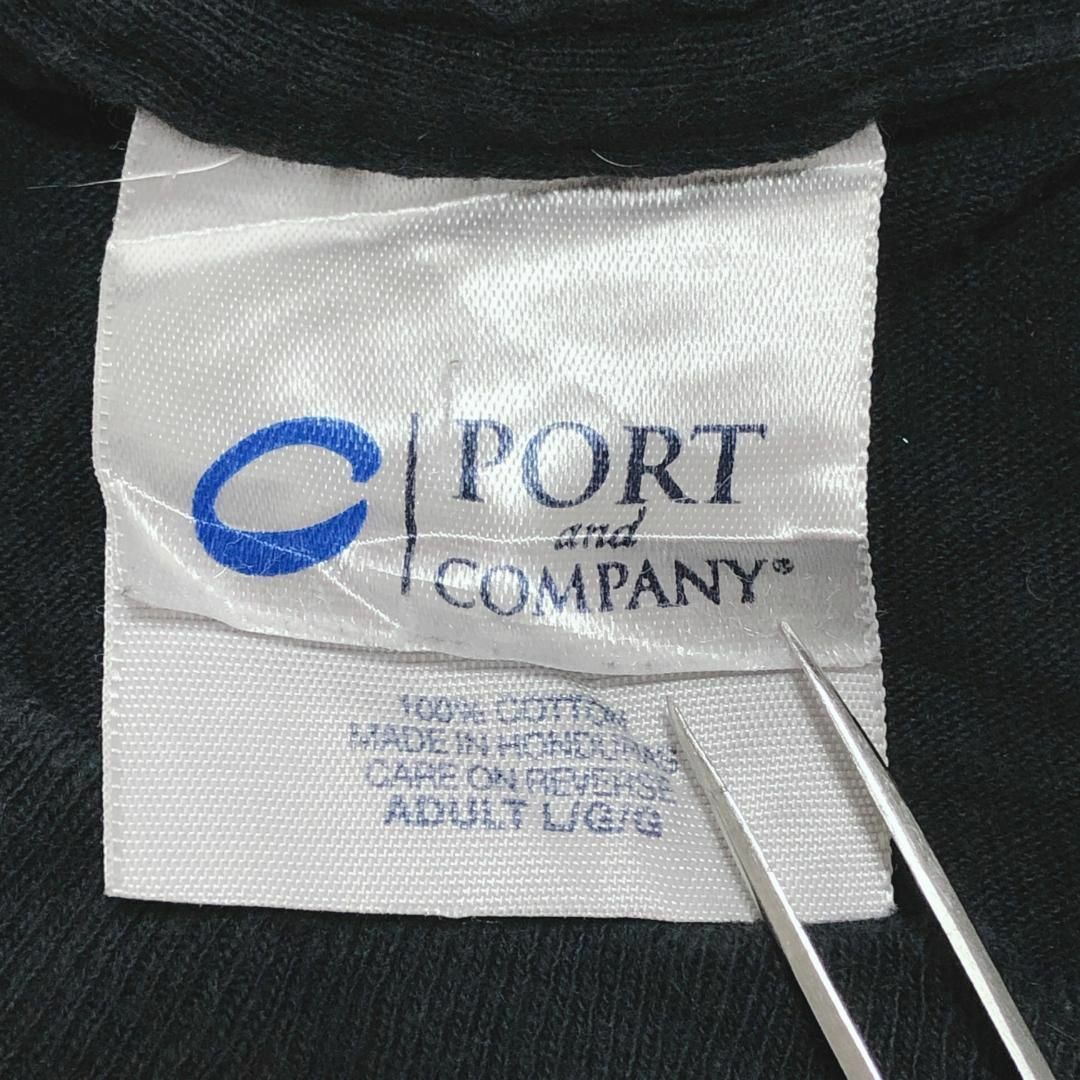 PORT
and
COMPANY®
100% COTTON
MADE IN HONDURAS
CARE ON REVERSE
ADULT L/G/G